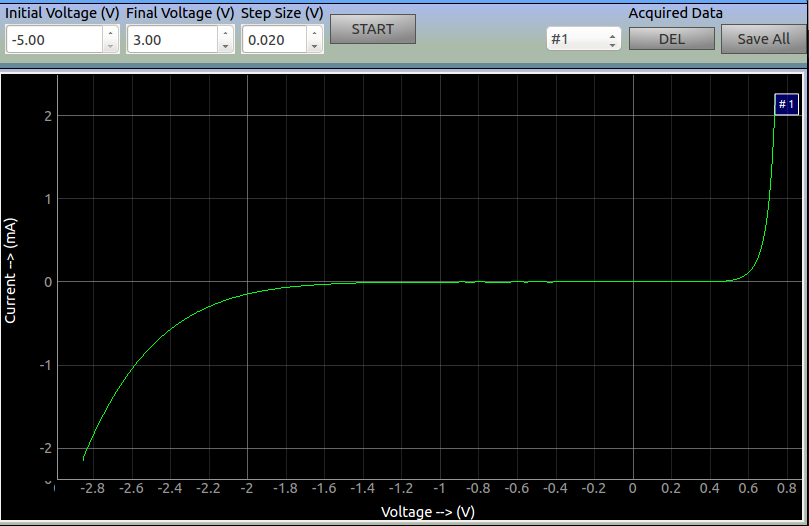 Initial Voltage (V) Final Voltage (V) Step Size (V) Acquired Data
-5.00 3.00 0.020 START #1 DEL Save All
# 1
2
1
0
-1
-2
Current --> (mA)
-2.8 -2.6 -2.4 -2.2 -2 -1.8 -1.6 -1.4 -1.2 -1 -0.8 -0.6 -0.4 -0.2 0 0.2 0.4 0.6 0.8
Voltage --> (V)